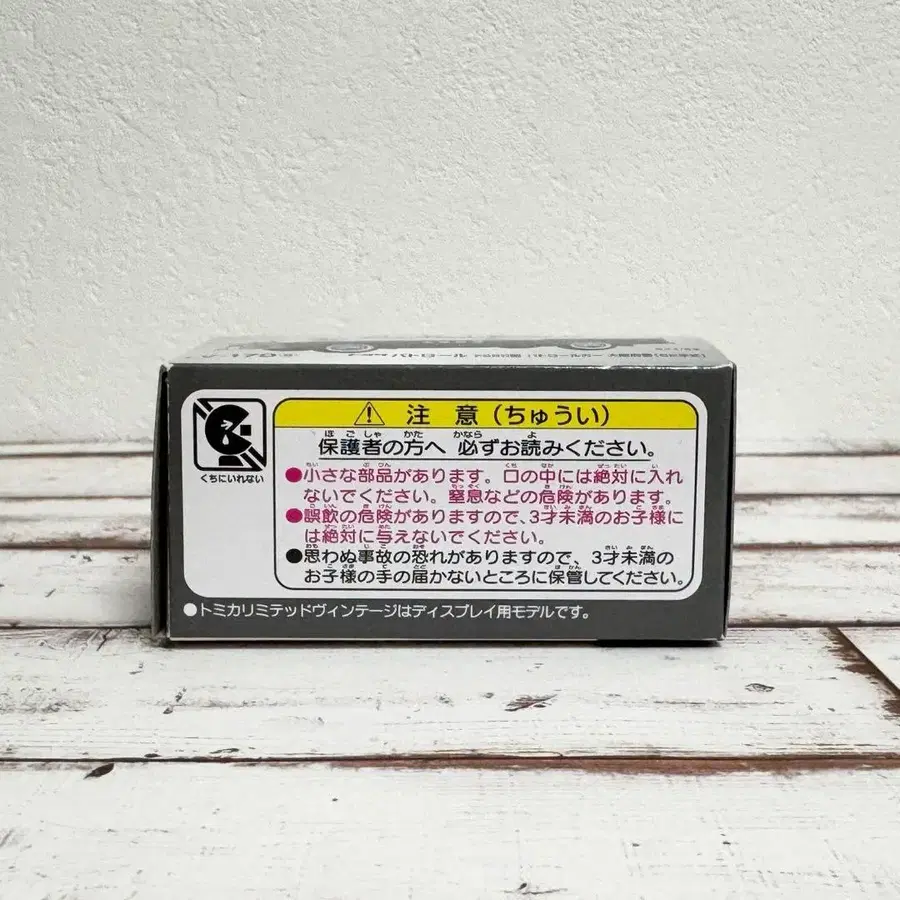 くちにいれない
⚠ 注 意 (ちゅうい)
保護者の方へ 必ずお読みください。
●小さな部品があります。口の中には絶対に入れ
ないでください。窒息などの危険があります。
●誤飲の危険がありますので、3才未満のお子様に
は絶対に与えないでください。
●思わぬ事故の恐れがありますので、3才未満の
お子様の手の届かないところに保管してください。
●トミカリミテッドヴィンテージはディスプレイ用モデルです。